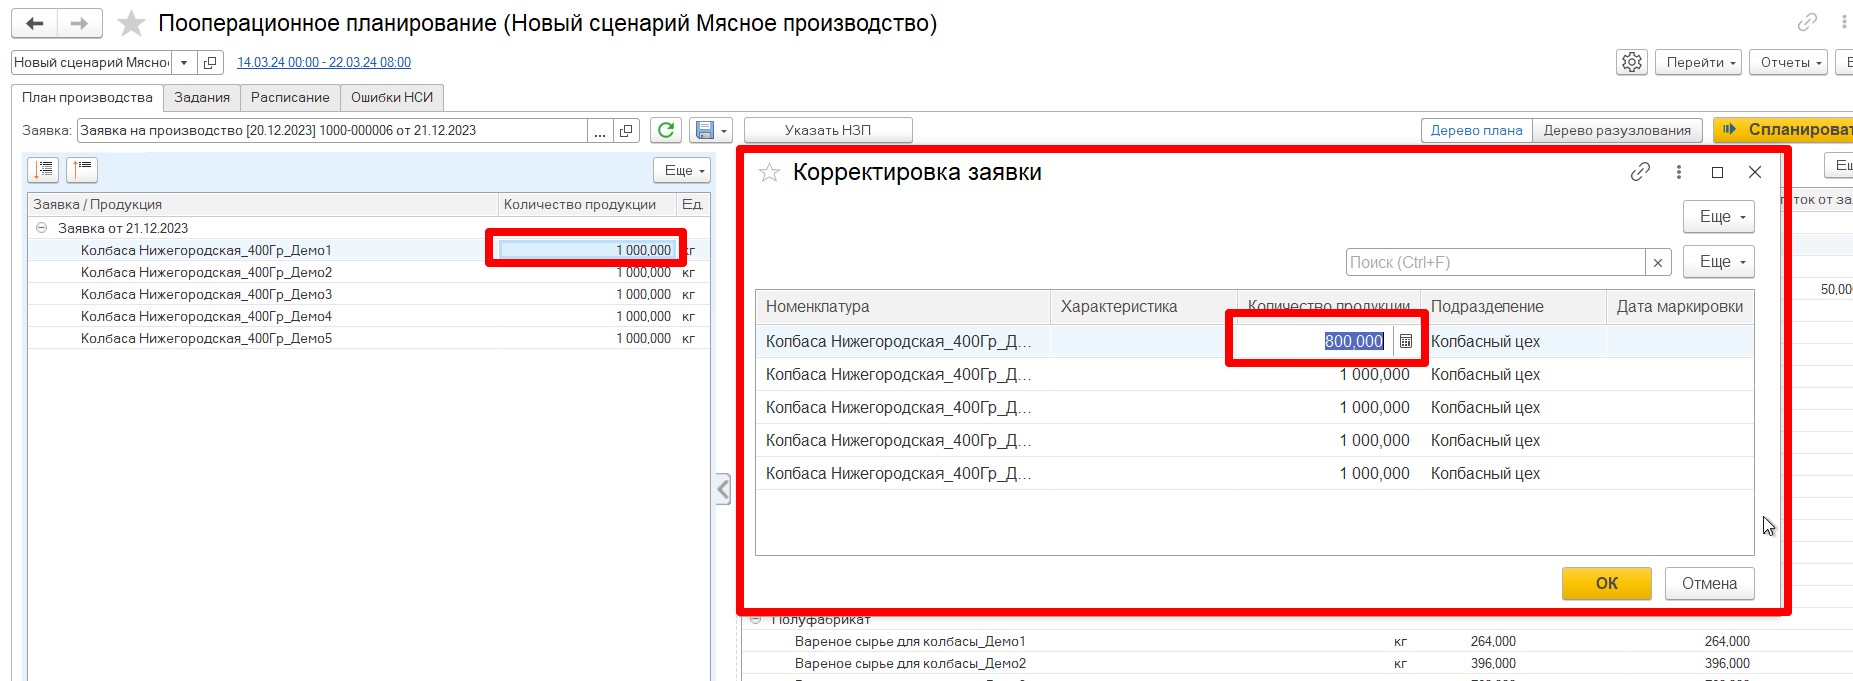 Пооперационное планирование (Новый сценарий Мясное производство)
Новый сценарий Мясно
14.03.24 00:00 - 22.03.24 08:00
Перейти
Отчеты
План производства
Задания
Расписание
Ошибки НСИ
Заявка: Заявка на производство [20.12.2023] 1000-000006 от 21.12.2023 ...
Указать НЗП
Дерево плана
Дерево разузлования
Спланироват
Еще
Заявка / Продукция Количество продукции Ед.
Заявка от 21.12.2023
Колбаса Нижегородская_400Гр_Демо1 1 000,000 кг
Колбаса Нижегородская_400Гр_Демо2 1 000,000 кг
Колбаса Нижегородская_400Гр_Демо3 1 000,000 кг
Колбаса Нижегородская_400Гр_Демо4 1 000,000 кг
Колбаса Нижегородская_400Гр_Демо5 1 000,000 кг
Корректировка заявки
Еще
Поиск (Ctrl+F)
Еще
Номенклатура Характеристика Количество продукции Подразделение Дата маркировки
Колбаса Нижегородская_400Гр_Д... 800,000 Колбасный цех
Колбаса Нижегородская_400Гр_Д... 1 000,000 Колбасный цех
Колбаса Нижегородская_400Гр_Д... 1 000,000 Колбасный цех
Колбаса Нижегородская_400Гр_Д... 1 000,000 Колбасный цех
Колбаса Нижегородская_400Гр_Д... 1 000,000 Колбасный цех
ОК
Отмена
Полуфабрикат
Вареное сырье для колбасы_Демо1 кг 264,000 264,000
Вареное сырье для колбасы_Демо2 кг 396,000 396,000